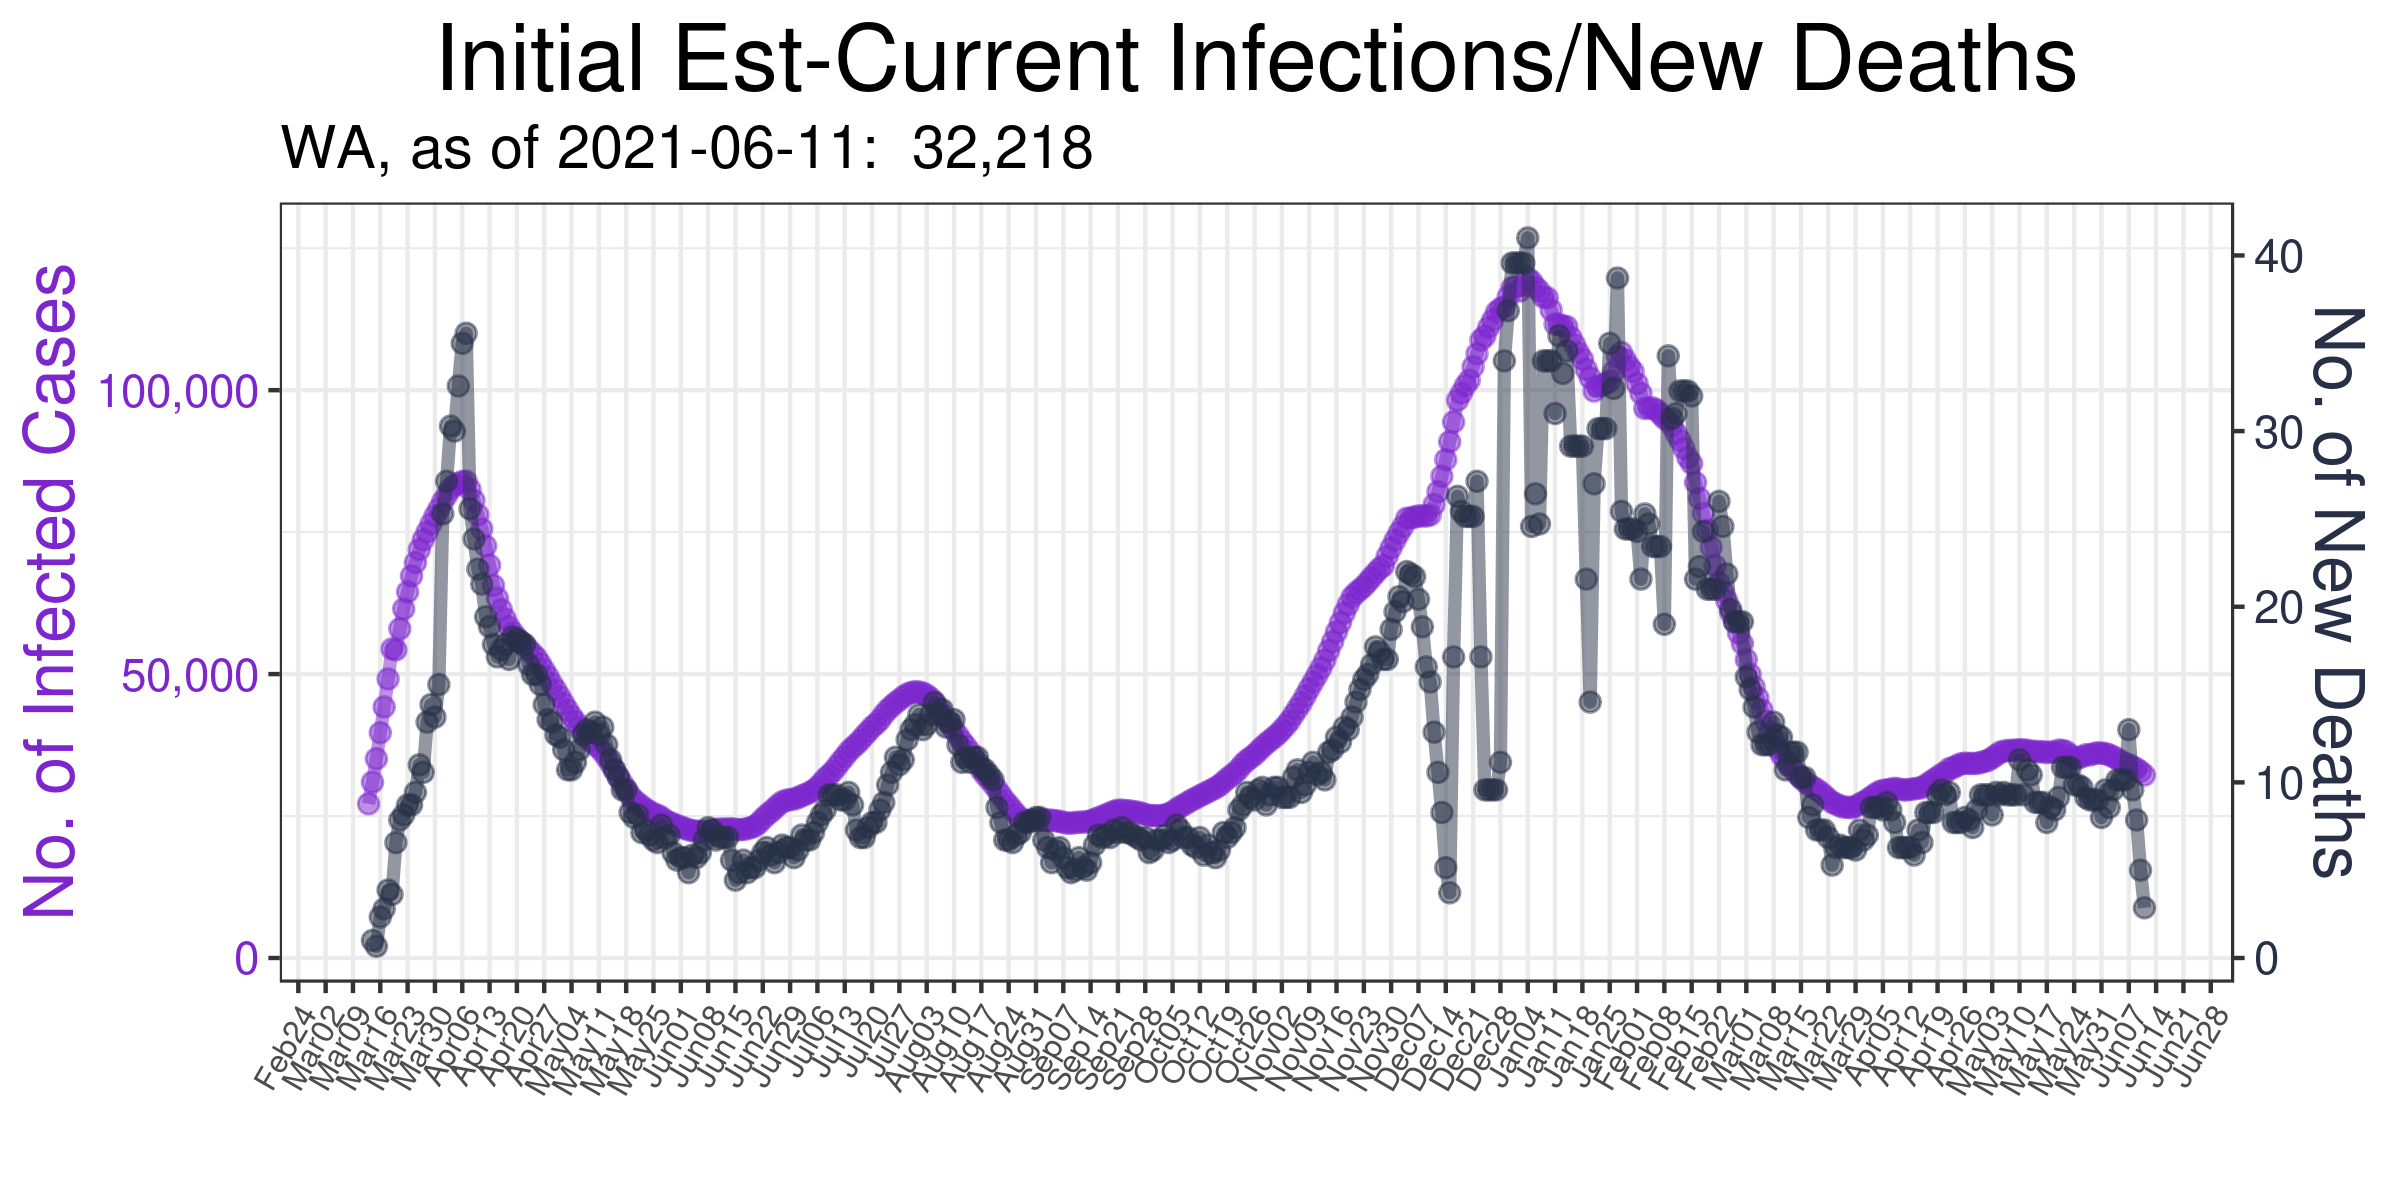 Initial Est-Current Infections/New Deaths
WA, as of 2021-06-11:  32,218
No. of Infected Cases
100,000
50,000
0
40
30
20
10
0
No. of New Deaths
Feb24
Mar02
Mar09
Mar16
Mar23
Mar30
Apr06
Apr13
Apr20
Apr27
May04
May11
May18
May25
Jun01
Jun08
Jun15
Jun22
Jun29
Jul06
Jul13
Jul20
Jul27
Aug03
Aug10
Aug17
Aug24
Aug31
Sep07
Sep14
Sep21
Sep28
Oct05
Oct12
Oct19
Oct26
Nov02
Nov09
Nov16
Nov23
Nov30
Dec07
Dec14
Dec21
Dec28
Jan04
Jan11
Jan18
Jan25
Feb01
Feb08
Feb15
Feb22
Mar01
Mar08
Mar15
Mar22
Mar29
Apr05
Apr12
Apr19
Apr26
May03
May10
May17
May24
May31
Jun07
Jun14
Jun21
Jun28